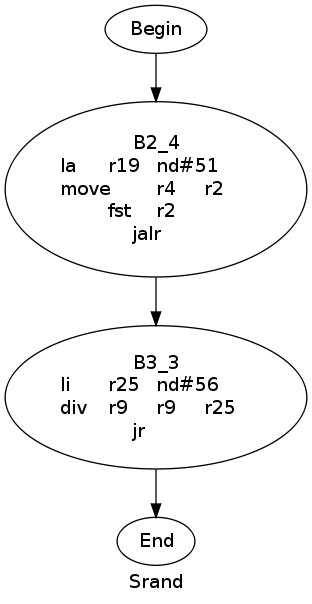 Begin
B2_4
la r19 nd#51
move r4 r2
fst r2
jalr
B3_3
li r25 nd#56
div r9 r9 r25
jr
End
Srand